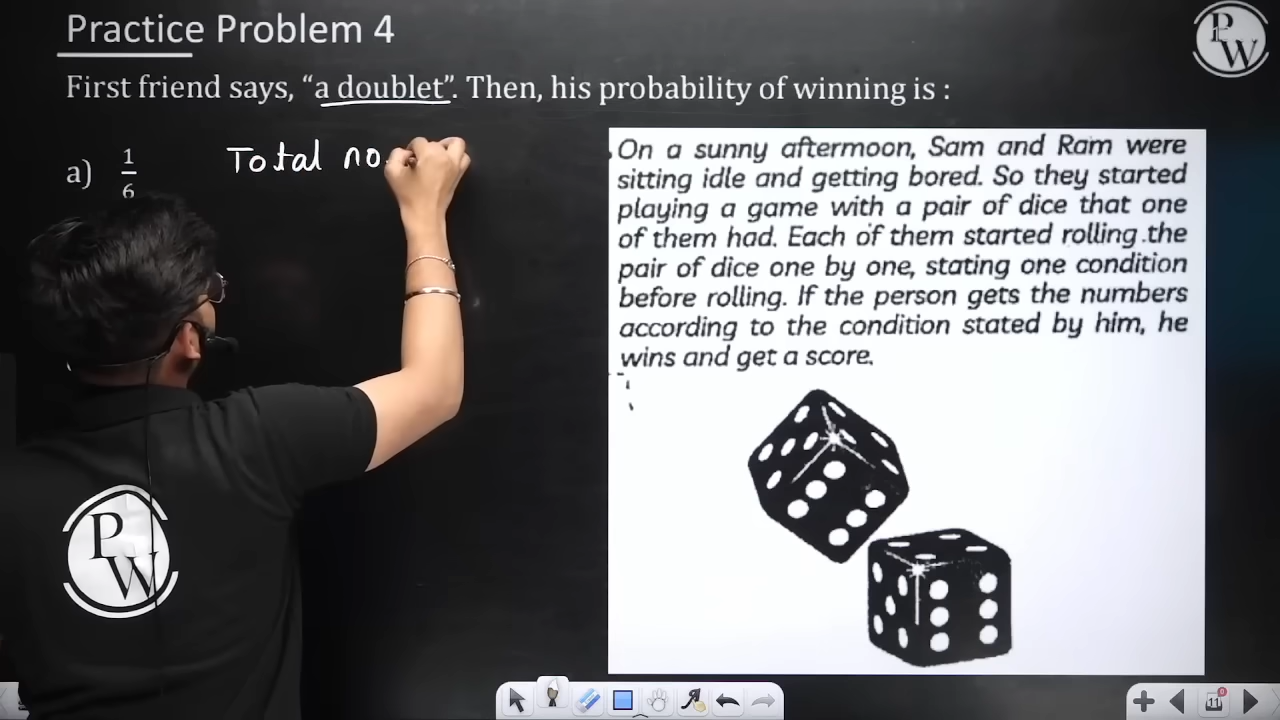 Practice Problem 4
First friend says, “a doublet”. Then, his probability of winning is :
a) 1/6
Total no.
On a sunny aftermoon, Sam and Ram were
sitting idle and getting bored. So they started
playing a game with a pair of dice that one
of them had. Each of them started rolling the
pair of dice one by one, stating one condition
before rolling. If the person gets the numbers
according to the condition stated by him, he
wins and get a score.
PW
PW
11